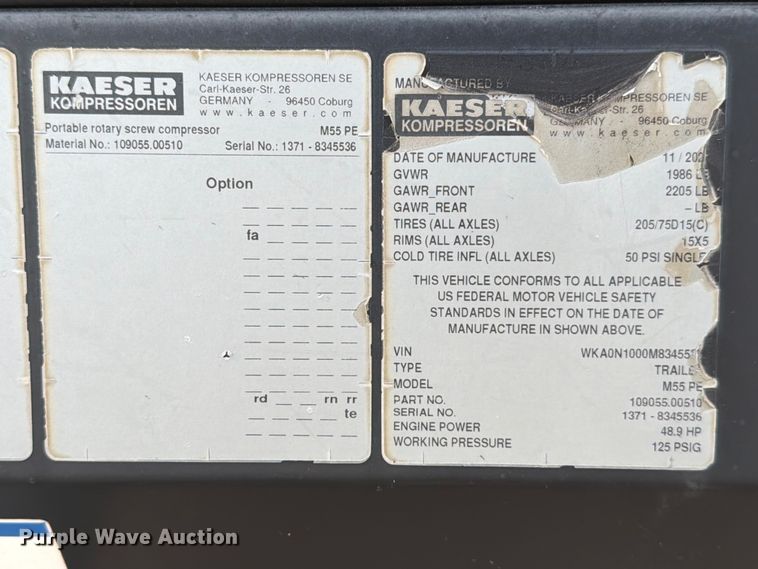 KAESER
KOMPRESSOREN
KAESER KOMPRESSOREN SE
Carl-Kaeser-Str. 26
GERMANY - 96450 Coburg
www.kaeser.com
Portable rotary screw compressor M55 PE
Material No.: 109055.00510 Serial No.: 1371 - 8345536
Option
fa
rd rn rr
te
MANUFACTURED BY
KAESER
KOMPRESSOREN
KAESER KOMPRESSOREN SE
Carl-Kaeser-Str. 26
GERMANY - 96450 Coburg
www.kaeser.com
DATE OF MANUFACTURE 11 / 202
GVWR 1986 LB
GAWR_FRONT 2205 LB
GAWR_REAR - LB
TIRES (ALL AXLES) 205/75D15(C)
RIMS (ALL AXLES) 15X5
COLD TIRE INFL (ALL AXLES) 50 PSI SINGLE
THIS VEHICLE CONFORMS TO ALL APPLICABLE
US FEDERAL MOTOR VEHICLE SAFETY
STANDARDS IN EFFECT ON THE DATE OF
MANUFACTURE IN SHOWN ABOVE.
VIN
TYPE TRAILE
MODEL M55 PE
PART NO. 109055.00510
SERIAL NO. 1371 - 8345536
ENGINE POWER 48.9 HP
WORKING PRESSURE 125 PSIG
Purple Wave Auction